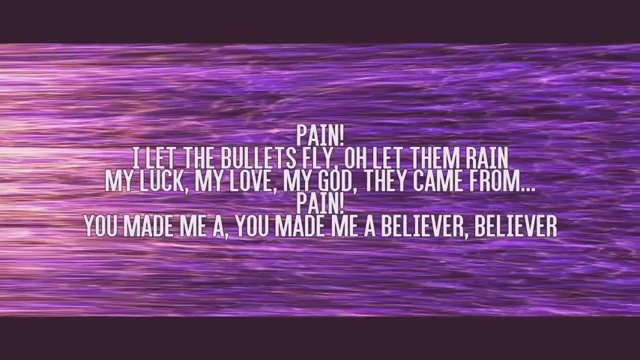 PAIN!
I LET THE BULLETS FLY, OH LET THEM RAIN
MY LUCK, MY LOVE, MY GOD, THEY CAME FROM...
PAIN!
YOU MADE ME A, YOU MADE ME A BELIEVER, BELIEVER